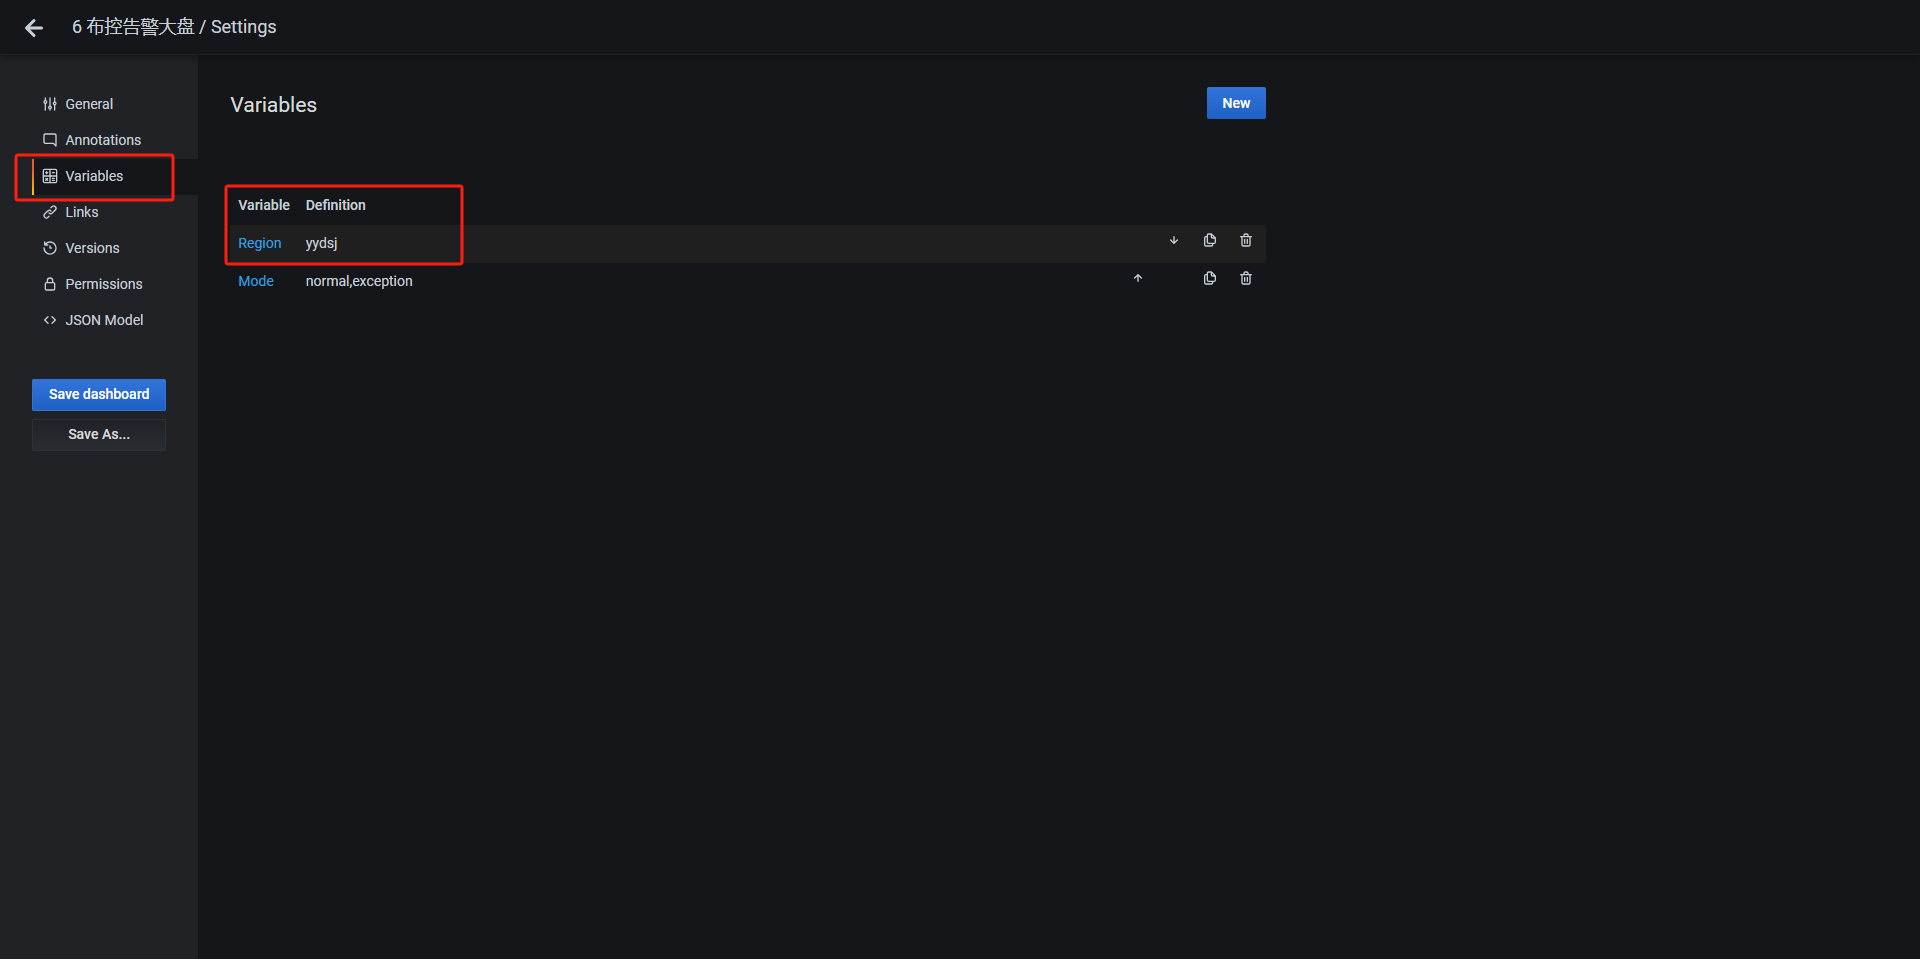 6 布控告警大盘 / Settings
General
Annotations
Variables
Links
Versions
Permissions
JSON Model
Save dashboard
Save As...
Variables
New
Variable Definition
Region yydsj
Mode normal,exception